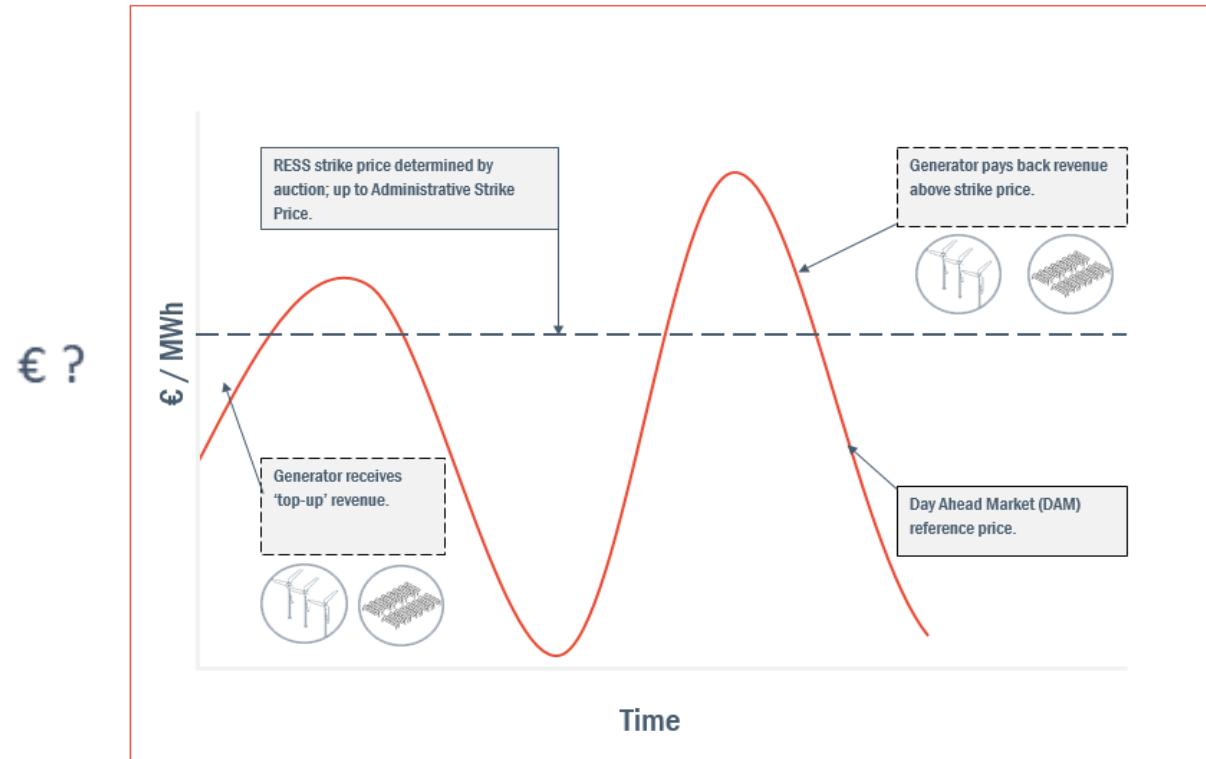 RESS strike price determined by
auction; up to Administrative Strike
Price.
Generator pays back revenue
above strike price.
€ ?
€ / MWh
Generator receives
‘top-up’ revenue.
Day Ahead Market (DAM)
reference price.
Time